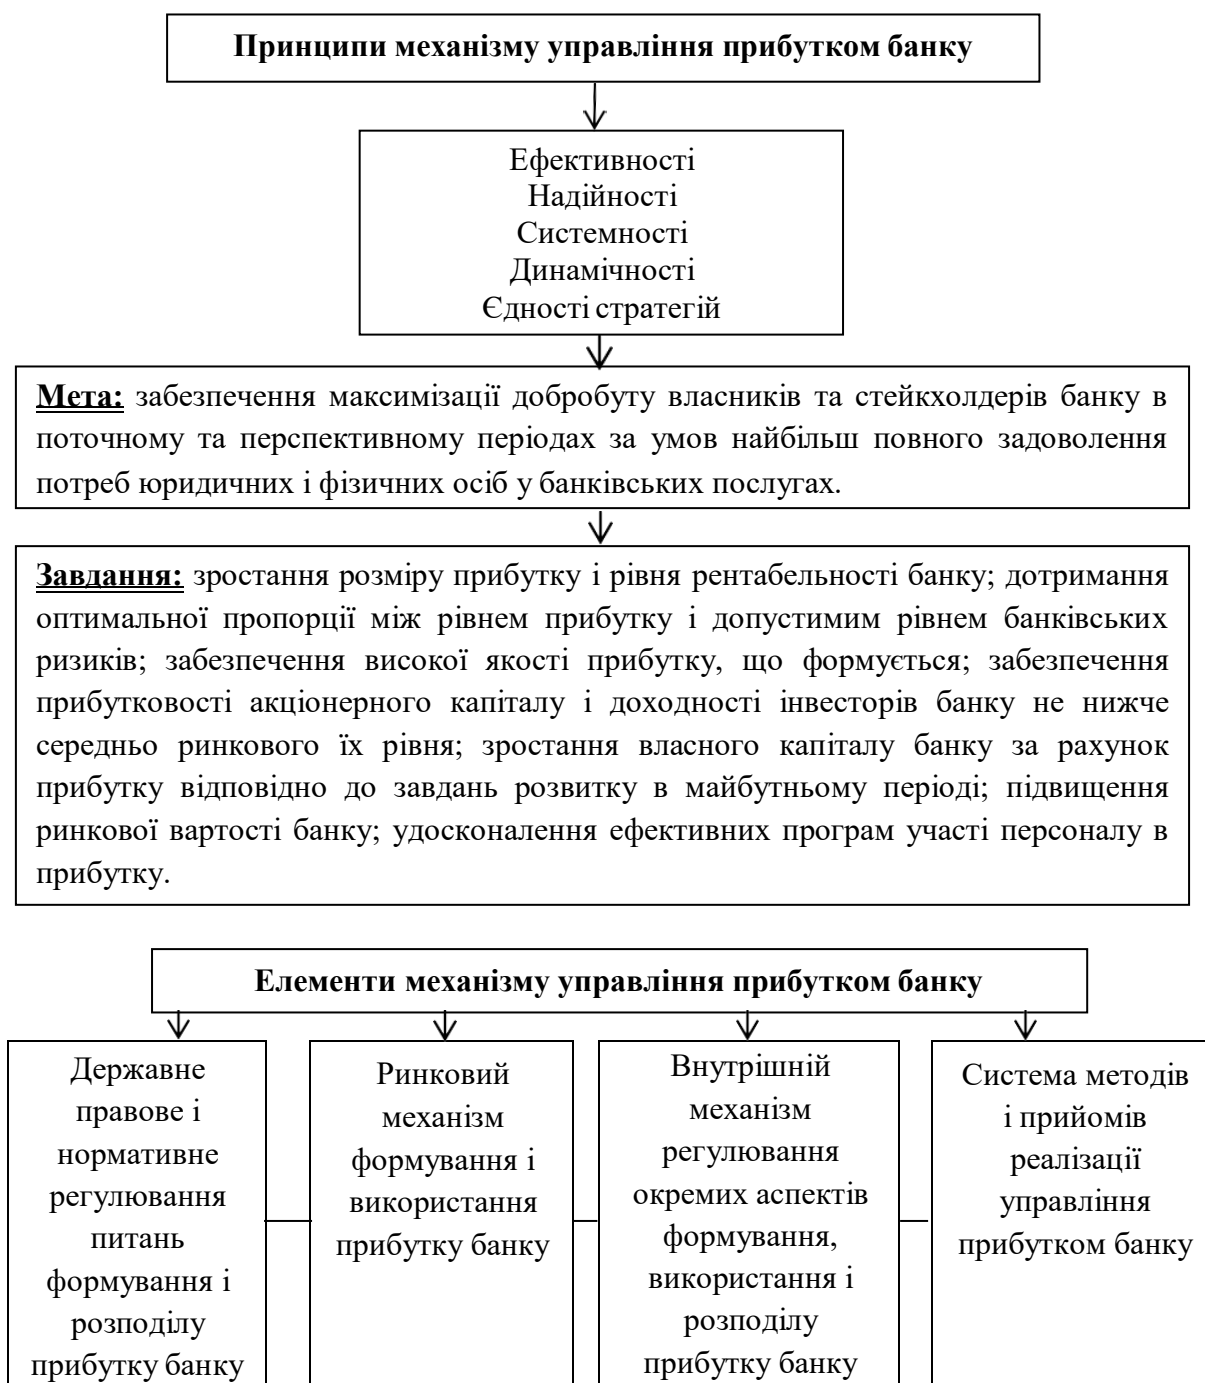 Принципи механізму управління прибутком банку
Ефективності
Надійності
Системності
Динамічності
Єдності стратегій
Мета: забезпечення максимізації добробуту власників та стейкхолдерів банку в
поточному та перспективному періодах за умов найбільш повного задоволення
потреб юридичних і фізичних осіб у банківських послугах.
Завдання: зростання розміру прибутку і рівня рентабельності банку; дотримання
оптимальної пропорції між рівнем прибутку і допустимим рівнем банківських
ризиків; забезпечення високої якості прибутку, що формується; забезпечення
прибутковості акціонерного капіталу і доходності інвесторів банку не нижче
середньо ринкового їх рівня; зростання власного капіталу банку за рахунок
прибутку відповідно до завдань розвитку в майбутньому періоді; підвищення
ринкової вартості банку; удосконалення ефективних програм участі персоналу в
прибутку.
Елементи механізму управління прибутком банку
Державне
правове і
нормативне
регулювання
питань
формування і
розподілу
прибутку банку
Ринковий
механізм
формування і
використання
прибутку банку
Внутрішній
механізм
регулювання
окремих аспектів
формування,
використання і
розподілу
прибутку банку
Система методів
і прийомів
реалізації
управління
прибутком банку